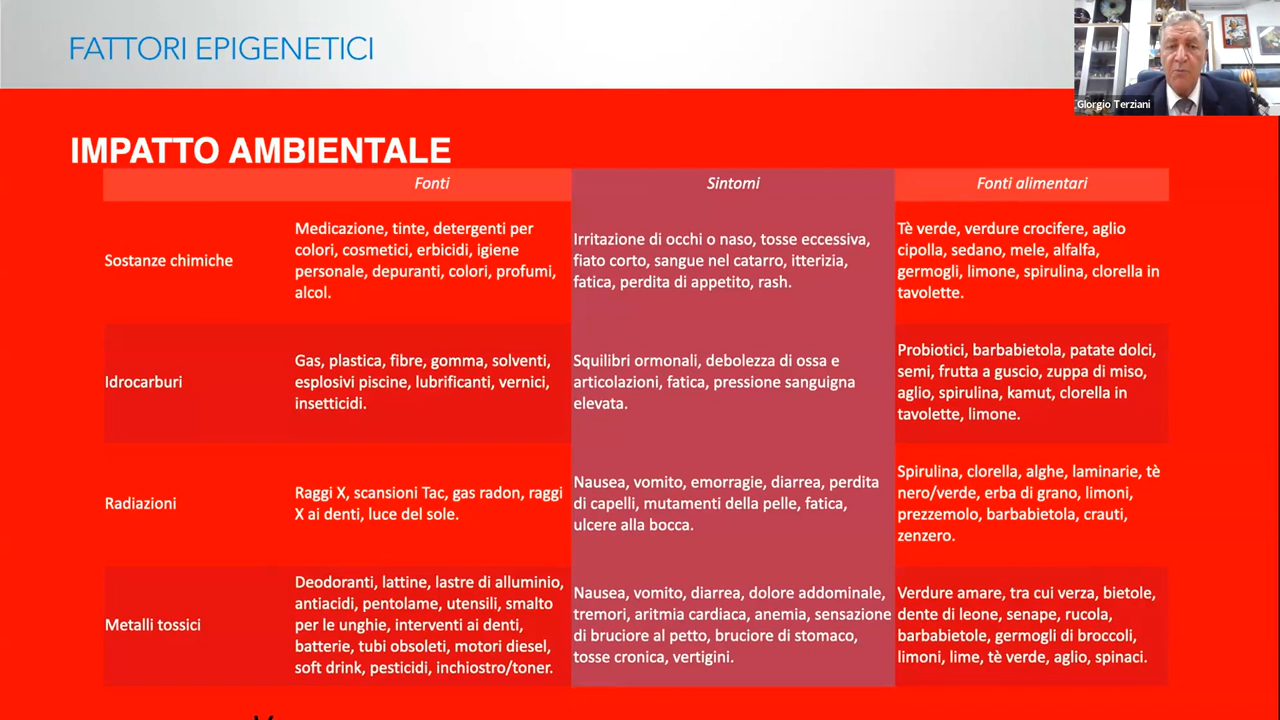 FATTORI EPIGENETICI
GIorgio Terziani
IMPATTO AMBIENTALE
Fonti
Sintomi
Fonti alimentari
Sostanze chimiche
Medicazione, tinte, detergenti per
colori, cosmetici, erbicidi, igiene
personale, depuranti, colori, profumi,
alcol.
Irritazione di occhi o naso, tosse eccessiva,
fiato corto, sangue nel catarro, itterizia,
fatica, perdita di appetito, rash.
Tè verde, verdure crocifere, aglio
cipolla, sedano, mele, alfalfa,
germogli, limone, spirulina, clorella in
tavolette.
Idrocarburi
Gas, plastica, fibre, gomma, solventi,
esplosivi piscine, lubrificanti, vernici,
insetticidi.
Squilibri ormonali, debolezza di ossa e
articolazioni, fatica, pressione sanguigna
elevata.
Probiotici, barbabietola, patate dolci,
semi, frutta a guscio, zuppa di miso,
aglio, spirulina, kamut, clorella in
tavolette, limone.
Radiazioni
Raggi X, scansioni Tac, gas radon, raggi
X ai denti, luce del sole.
Nausea, vomito, emorragie, diarrea, perdita
di capelli, mutamenti della pelle, fatica,
ulcere alla bocca.
Spirulina, clorella, alghe, laminarie, tè
nero/verde, erba di grano, limoni,
prezzemolo, barbabietola, crauti,
zenzero.
Metalli tossici
Deodoranti, lattine, lastre di alluminio,
antiacidi, pentolame, utensili, smalto
per le unghie, interventi ai denti,
batterie, tubi obsoleti, motori diesel,
soft drink, pesticidi, inchiostro/toner.
Nausea, vomito, diarrea, dolore addominale,
tremori, aritmia cardiaca, anemia, sensazione
di bruciore al petto, bruciore di stomaco,
tosse cronica, vertigini.
Verdure amare, tra cui verza, bietole,
dente di leone, senape, rucola,
barbabietole, germogli di broccoli,
limoni, lime, tè verde, aglio, spinaci.